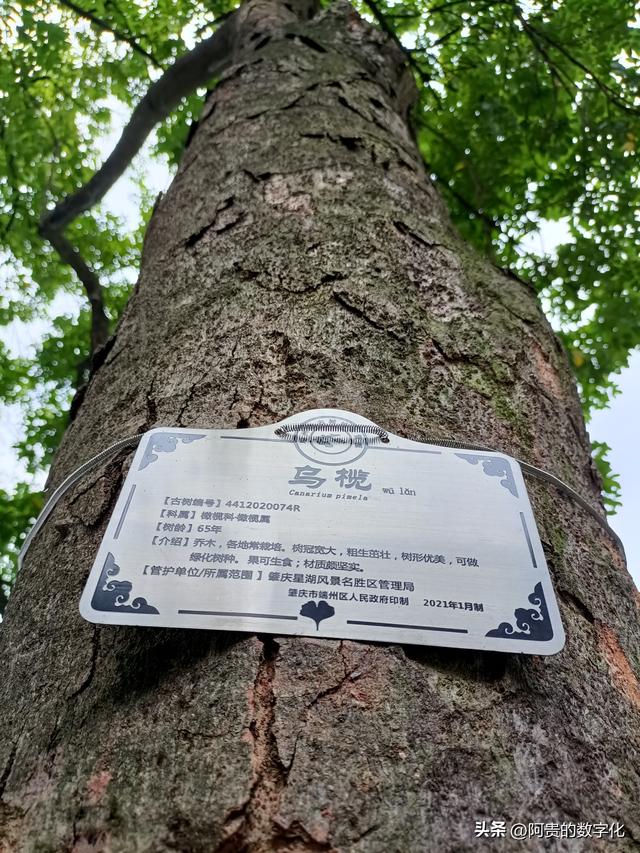 乌榄 wū lǎn
Canarium pimela
【古树编号】4412020074R
【科属】橄榄科·橄榄属
【树龄】65年
【介绍】乔木，各地常栽培。树冠宽大，粗生茁壮，树形优美，可做
绿化树种。果可生食；材质颇坚实。
【管护单位/所属范围】肇庆星湖风景名胜区管理局
肇庆市端州区人民政府印制 2021年1月制
头条 @阿贵的数字化